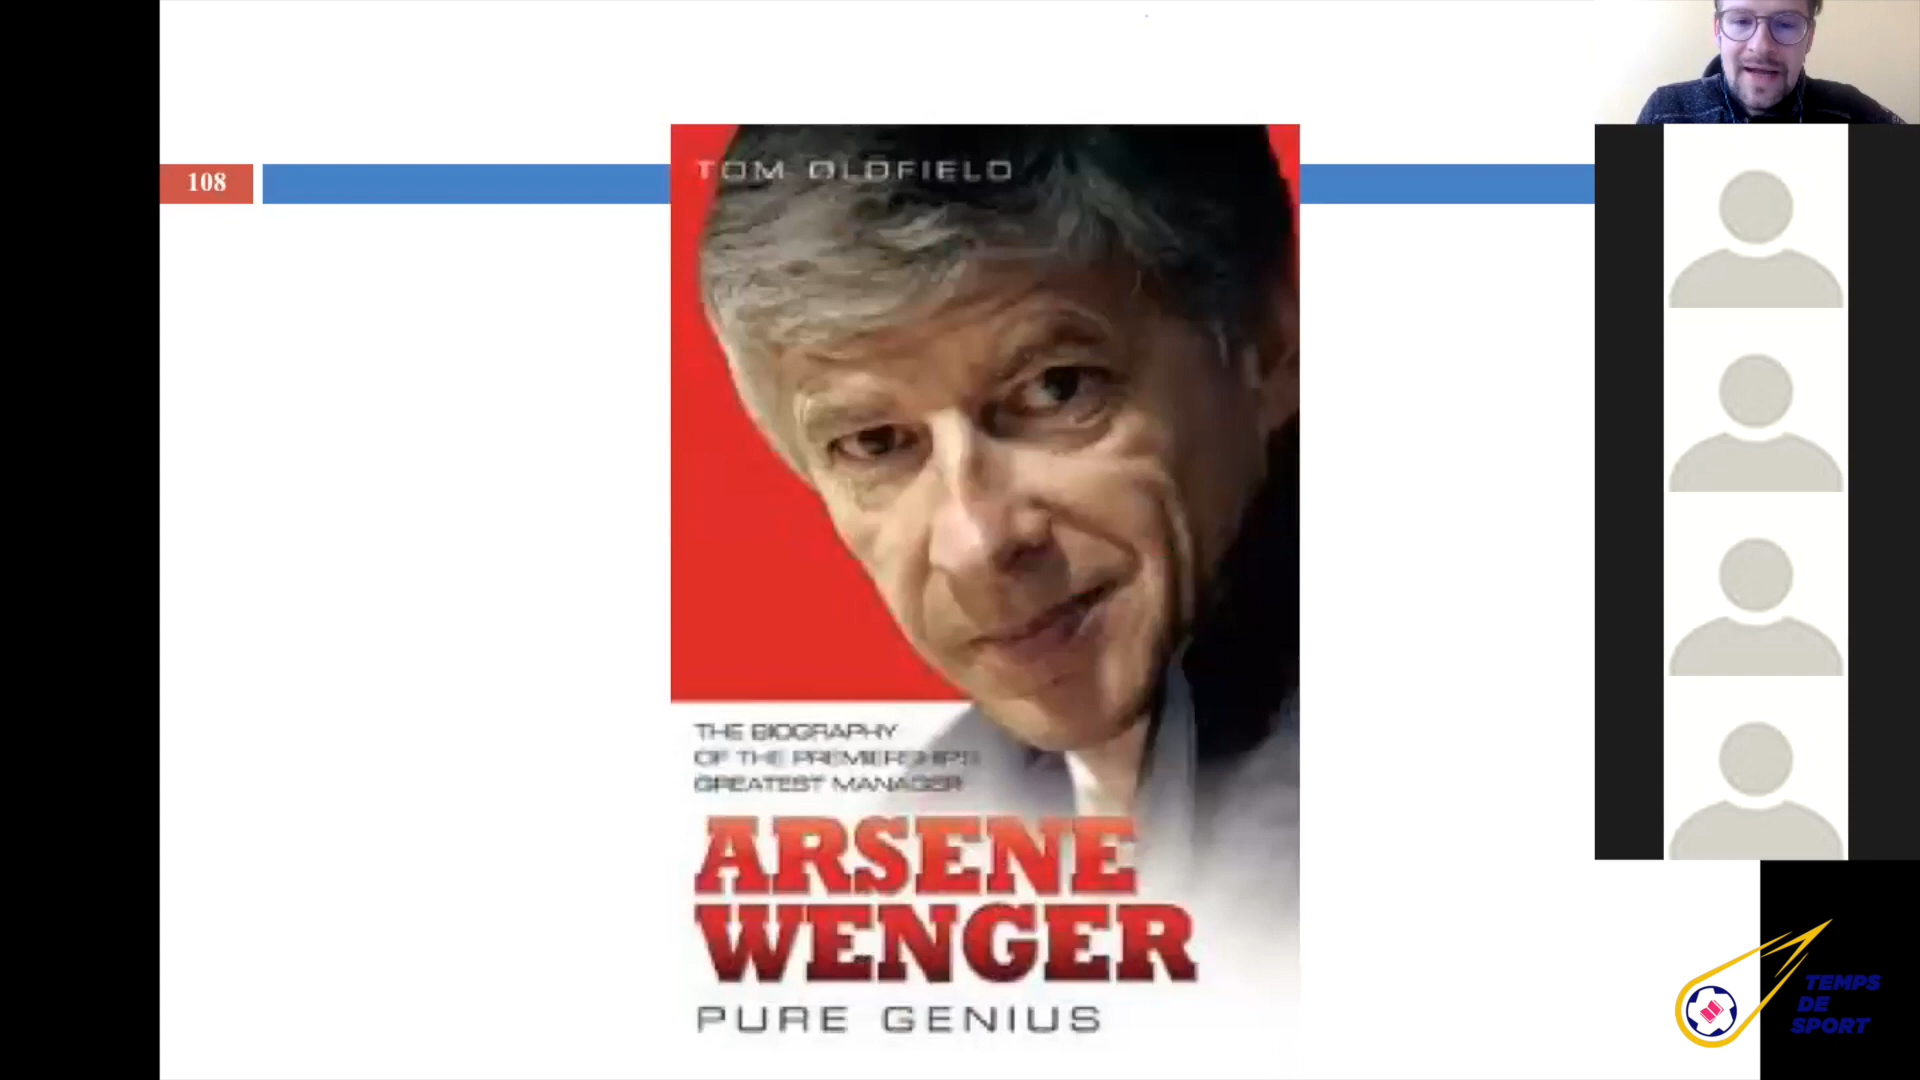 108
TOM OLDFIELD
THE BIOGRAPHY
OF THE PREMIERSHIP'S
GREATEST MANAGER
ARSENE
WENGER
PURE GENIUS
TEMPS
DE
SPORT